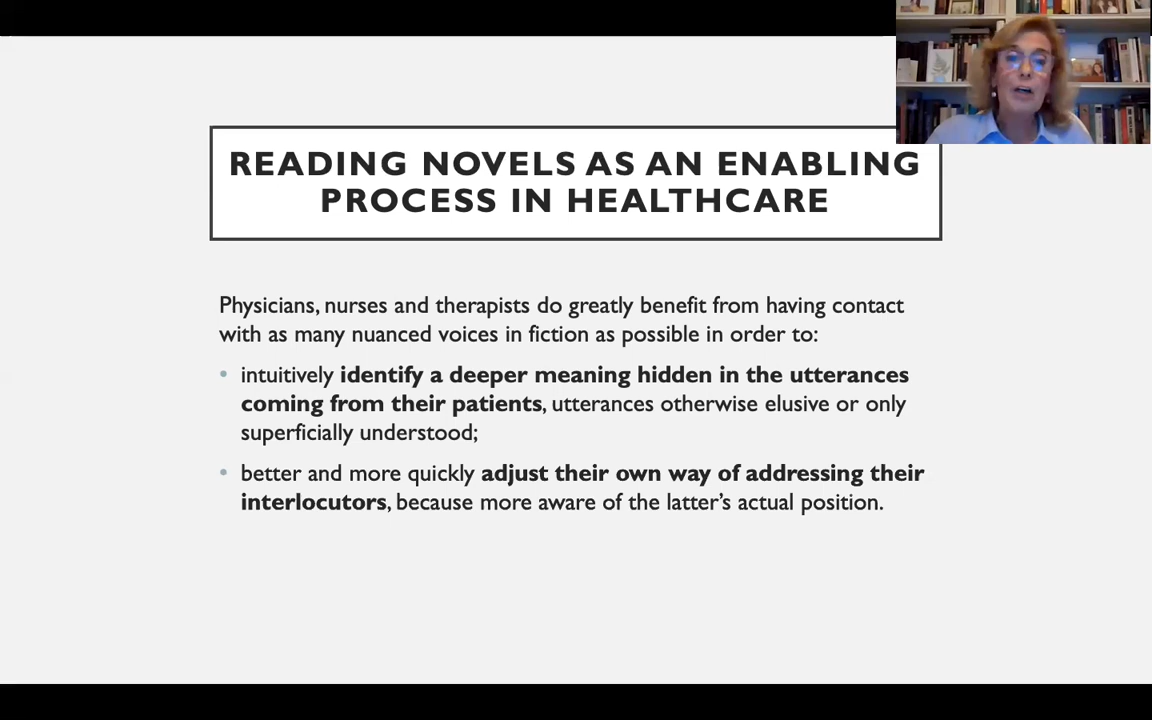 READING NOVELS AS AN ENABLING
PROCESS IN HEALTHCARE
Physicians, nurses and therapists do greatly benefit from having contact
with as many nuanced voices in fiction as possible in order to:
• intuitively identify a deeper meaning hidden in the utterances
coming from their patients, utterances otherwise elusive or only
superficially understood;
• better and more quickly adjust their own way of addressing their
interlocutors, because more aware of the latter’s actual position.